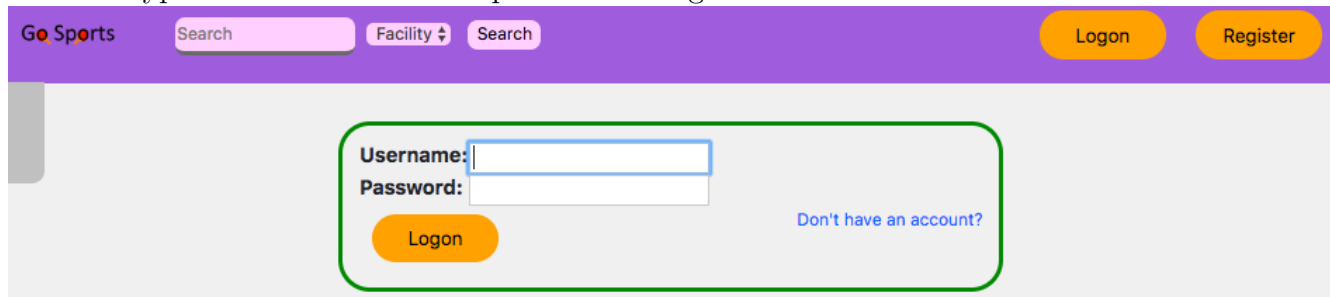 Go Sports Search Facility Search Logon Register
Username:
Password:
Don't have an account?
Logon